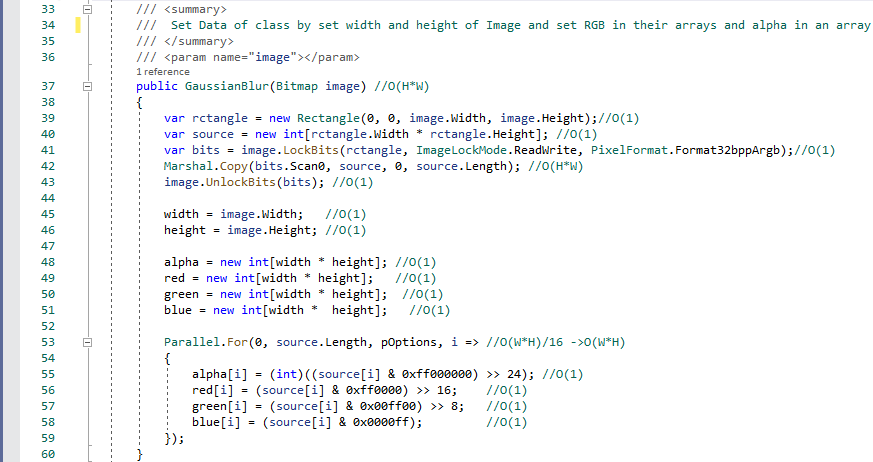 33 /// <summary>
34 /// Set Data of class by set width and height of Image and set RGB in their arrays and alpha in an array
35 /// </summary>
36 /// <param name="image"></param>
1 reference
37 public GaussianBlur(Bitmap image) //O(H*W)
38 {
39 var rctangle = new Rectangle(0, 0, image.Width, image.Height);//O(1)
40 var source = new int[rctangle.Width * rctangle.Height]; //O(1)
41 var bits = image.LockBits(rctangle, ImageLockMode.ReadWrite, PixelFormat.Format32bppArgb);//O(1)
42 Marshal.Copy(bits.Scan0, source, 0, source.Length); //O(H*W)
43 image.UnlockBits(bits); //O(1)
44
45 width = image.Width; //O(1)
46 height = image.Height; //O(1)
47
48 alpha = new int[width * height]; //O(1)
49 red = new int[width * height]; //O(1)
50 green = new int[width * height]; //O(1)
51 blue = new int[width * height]; //O(1)
52
53 Parallel.For(0, source.Length, pOptions, i => //O(W*H)/16 ->O(W*H)
54 {
55 alpha[i] = (int)((source[i] & 0xff000000) >> 24); //O(1)
56 red[i] = (source[i] & 0xff0000) >> 16; //O(1)
57 green[i] = (source[i] & 0x00ff00) >> 8; //O(1)
58 blue[i] = (source[i] & 0x0000ff); //O(1)
59 });
60 }